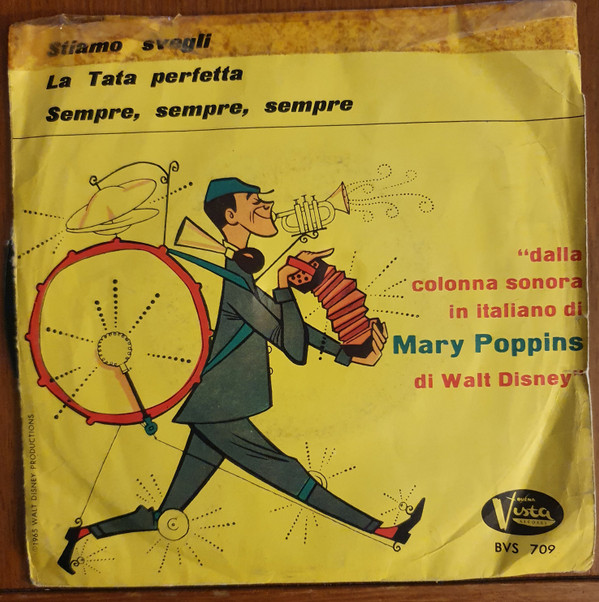 Stiamo svegli
La Tata perfetta
Sempre, sempre, sempre
"dalla
colonna sonora
in italiano di
Mary Poppins
di Walt Disney"
1965 WALT DISNEY PRODUCTIONS
Buena
Vista
RECORDS
BVS 709